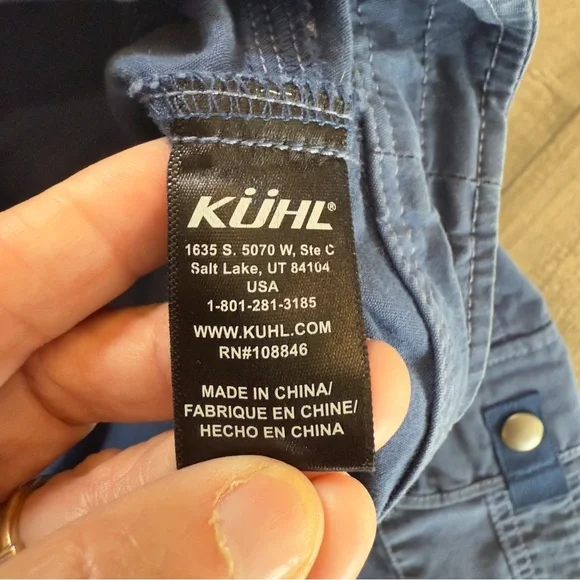 KÜHL®
1635 S. 5070 W, Ste C
Salt Lake, UT 84104
USA
1-801-281-3185
WWW.KUHL.COM
RN#108846
MADE IN CHINA/
FABRIQUE EN CHINE/
HECHO EN CHINA